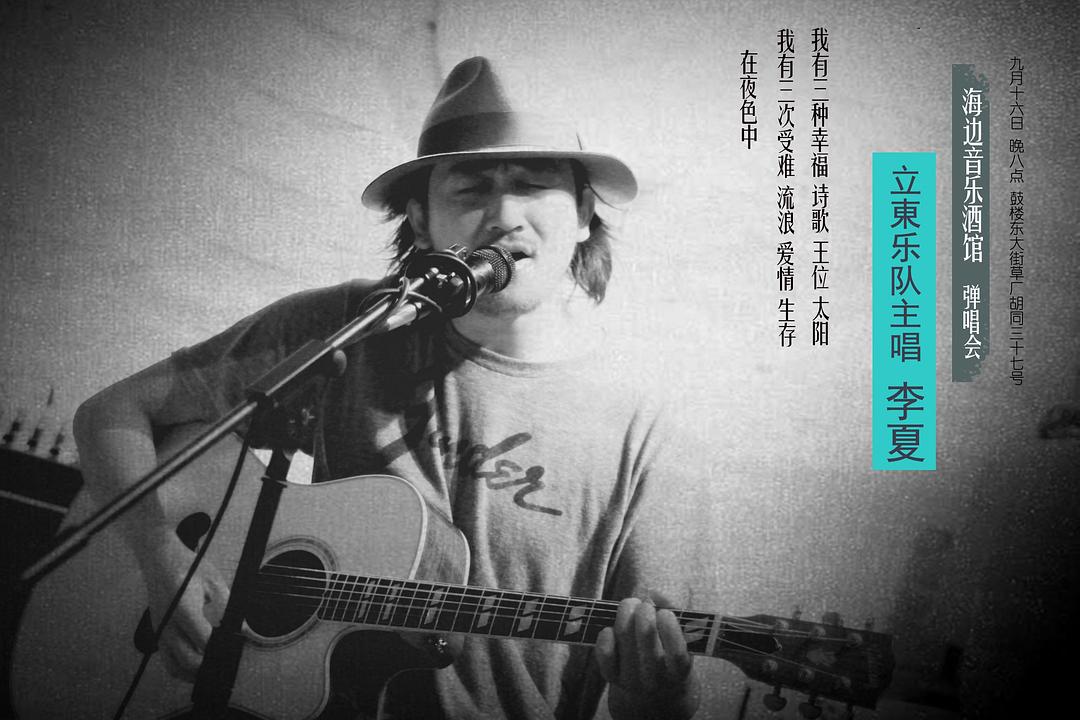 九月十六日 晚八点 鼓楼东大街草厂胡同三十七号
海边音乐酒馆 弹唱会
立東乐队主唱 李夏
我有三种幸福 诗歌 王位 太阳
我有三次受难 流浪 爱情 生存
在夜色中